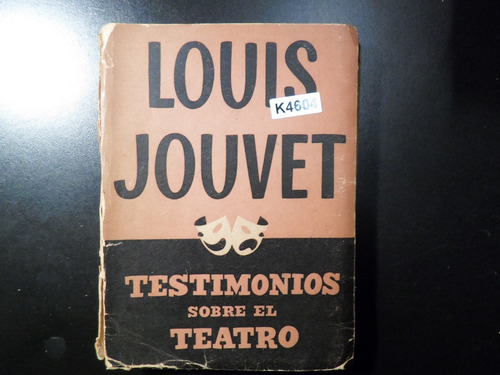 LOUIS
K4604
JOUVET
TESTIMONIOS
SOBRE EL
TEATRO